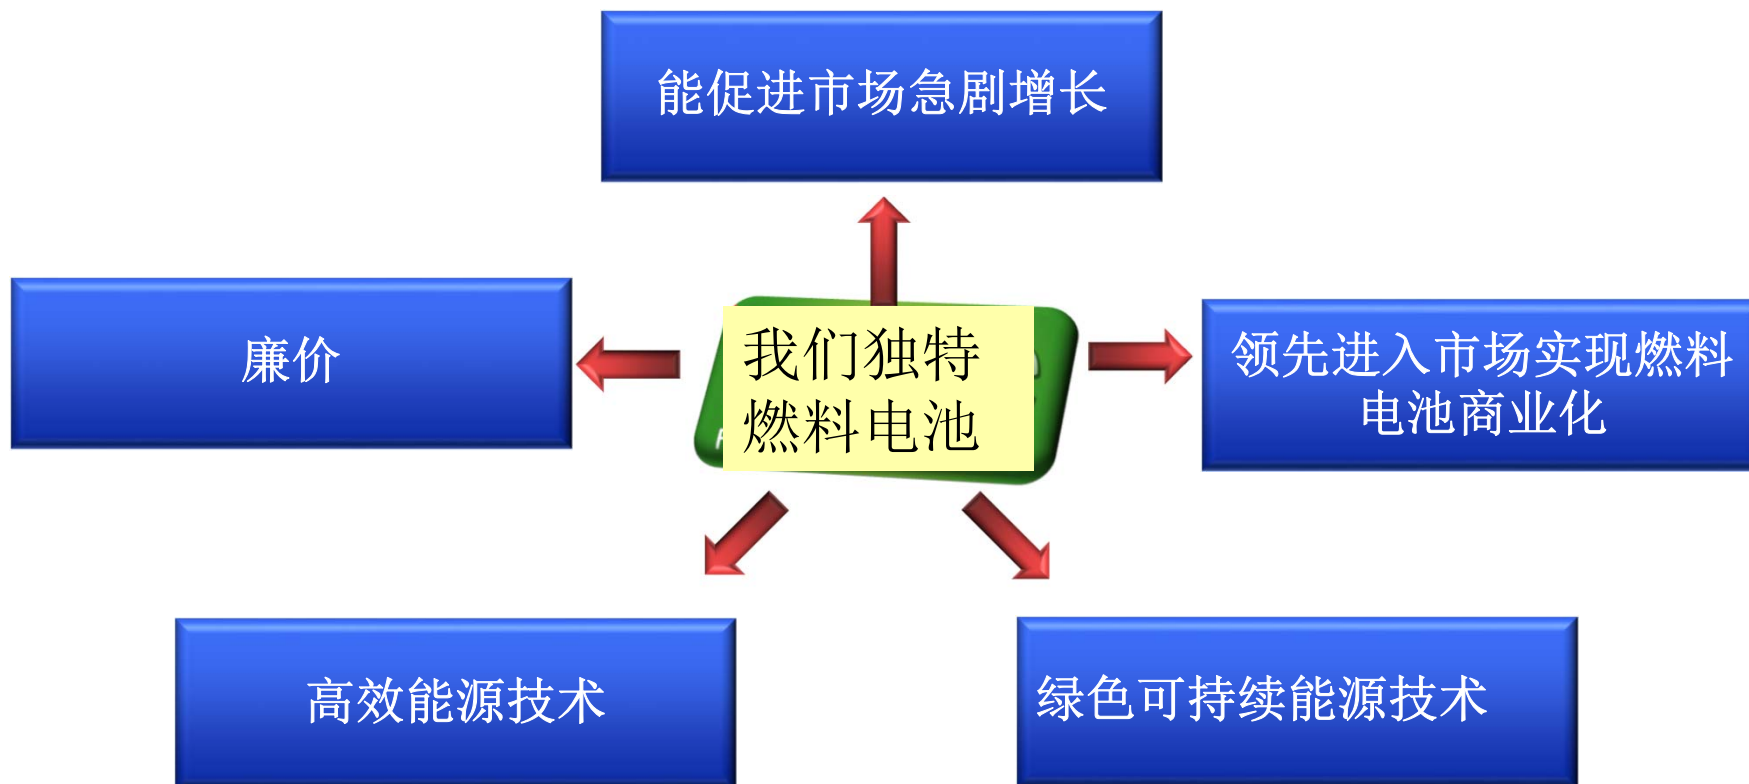 能促进市场急剧增长
廉价
我们独特
燃料电池
领先进入市场实现燃料
电池商业化
高效能源技术
绿色可持续能源技术